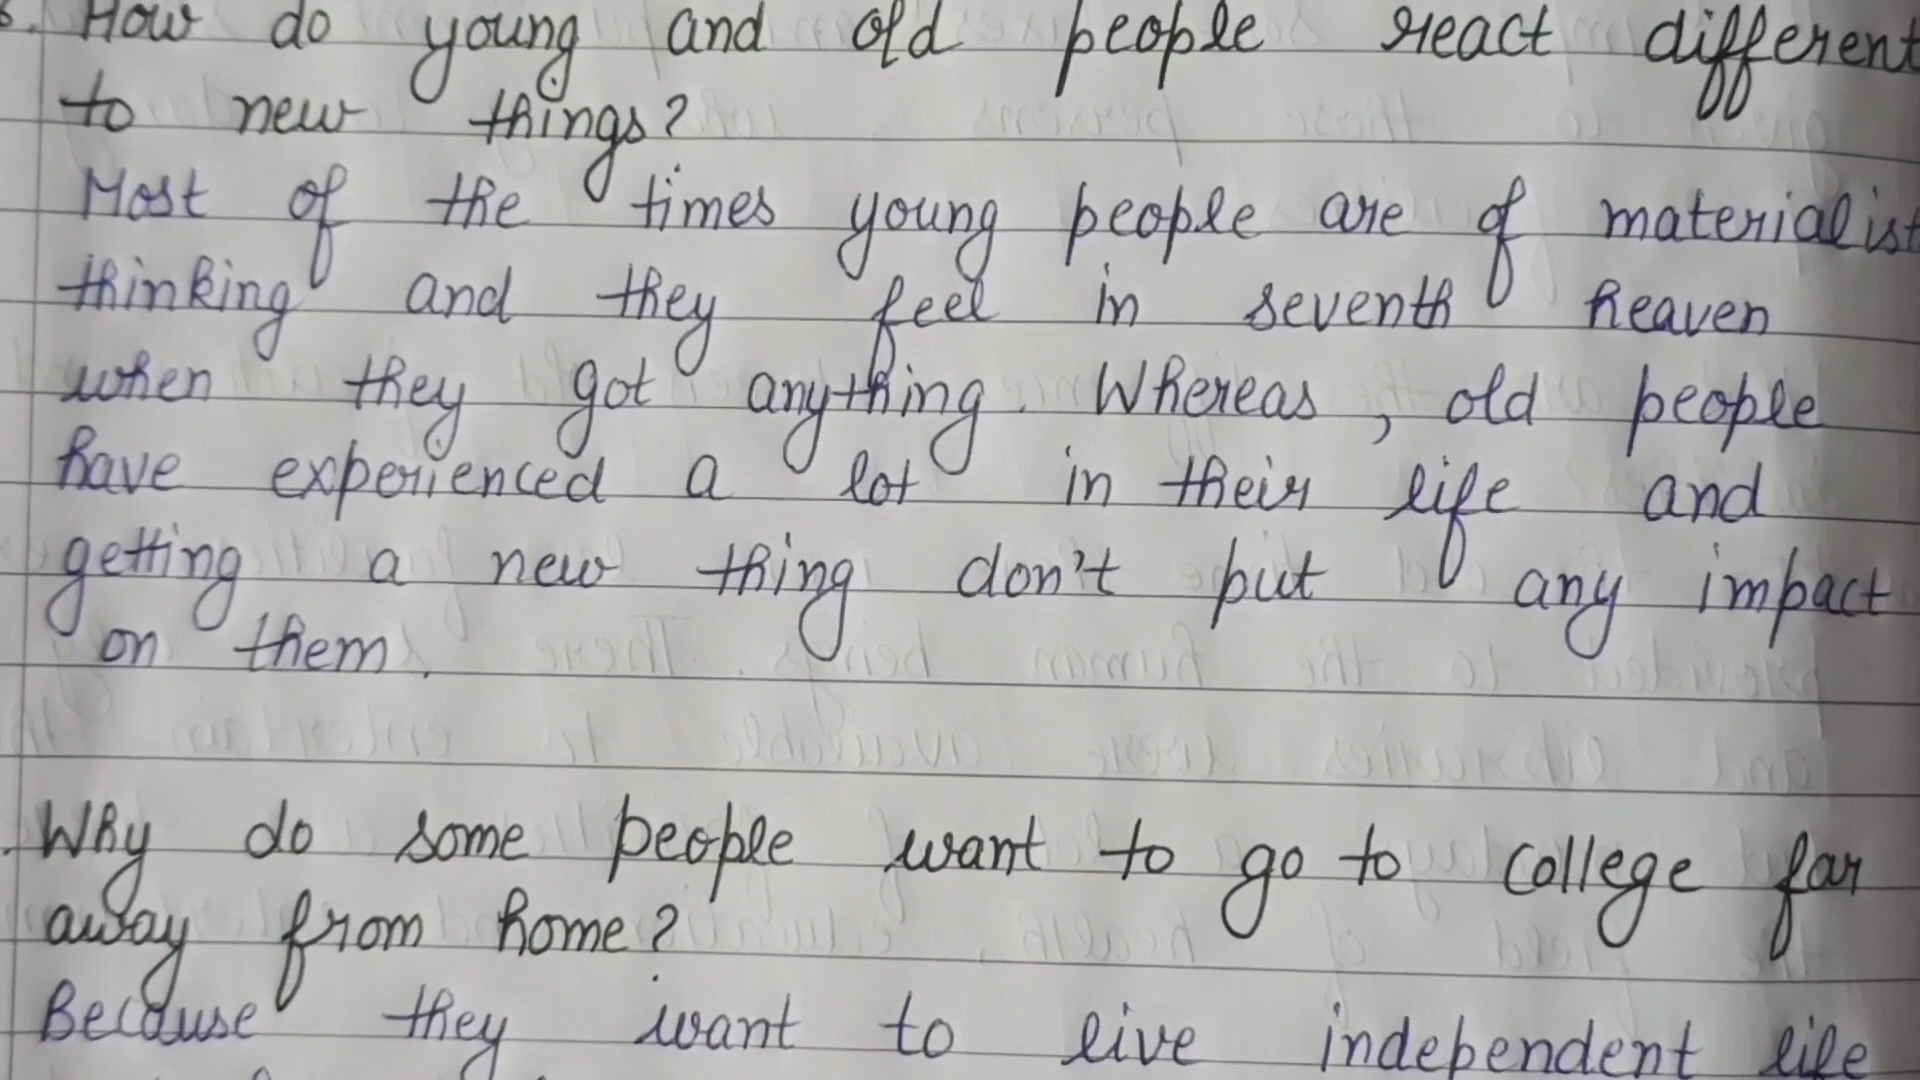 How do young and old people react different
to new things?
Most of the times young people are of materialist
thinking and they feel in seventh heaven
when they got anything. Whereas, old people
have experienced a lot in their life and
getting a new thing don't put any impact
on them.
Why do some people want to go to college far
away from home?
Because they want to live independent life